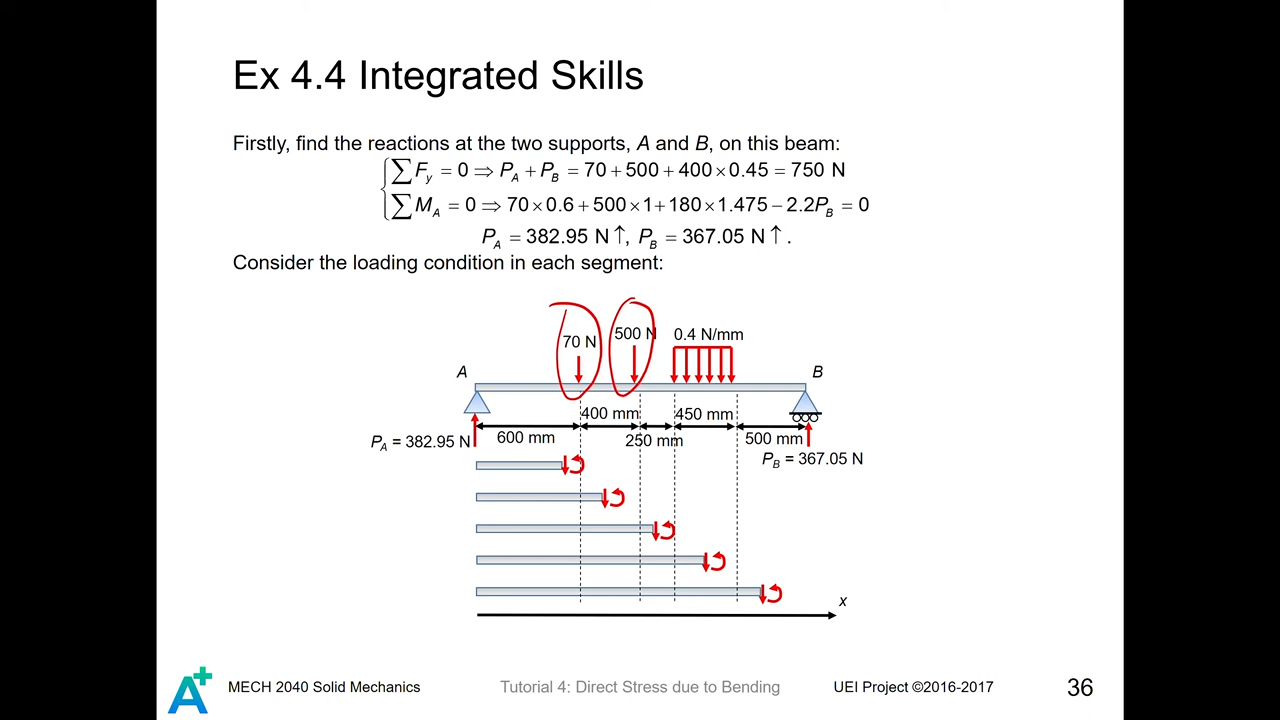 Ex 4.4 Integrated Skills
Firstly, find the reactions at the two supports, A and B, on this beam:
∑F_y = 0 ⇒ P_A + P_B = 70 + 500 + 400 × 0.45 = 750 N
∑M_A = 0 ⇒ 70 × 0.6 + 500 × 1 + 180 × 1.475 − 2.2P_B = 0
P_A = 382.95 N ↑, P_B = 367.05 N ↑ .
Consider the loading condition in each segment:
70 N
500 N
0.4 N/mm
A
B
400 mm
450 mm
600 mm
250 mm
500 mm
P_A = 382.95 N
P_B = 367.05 N
x
A+
MECH 2040 Solid Mechanics
Tutorial 4: Direct Stress due to Bending
UEI Project ©2016-2017
36